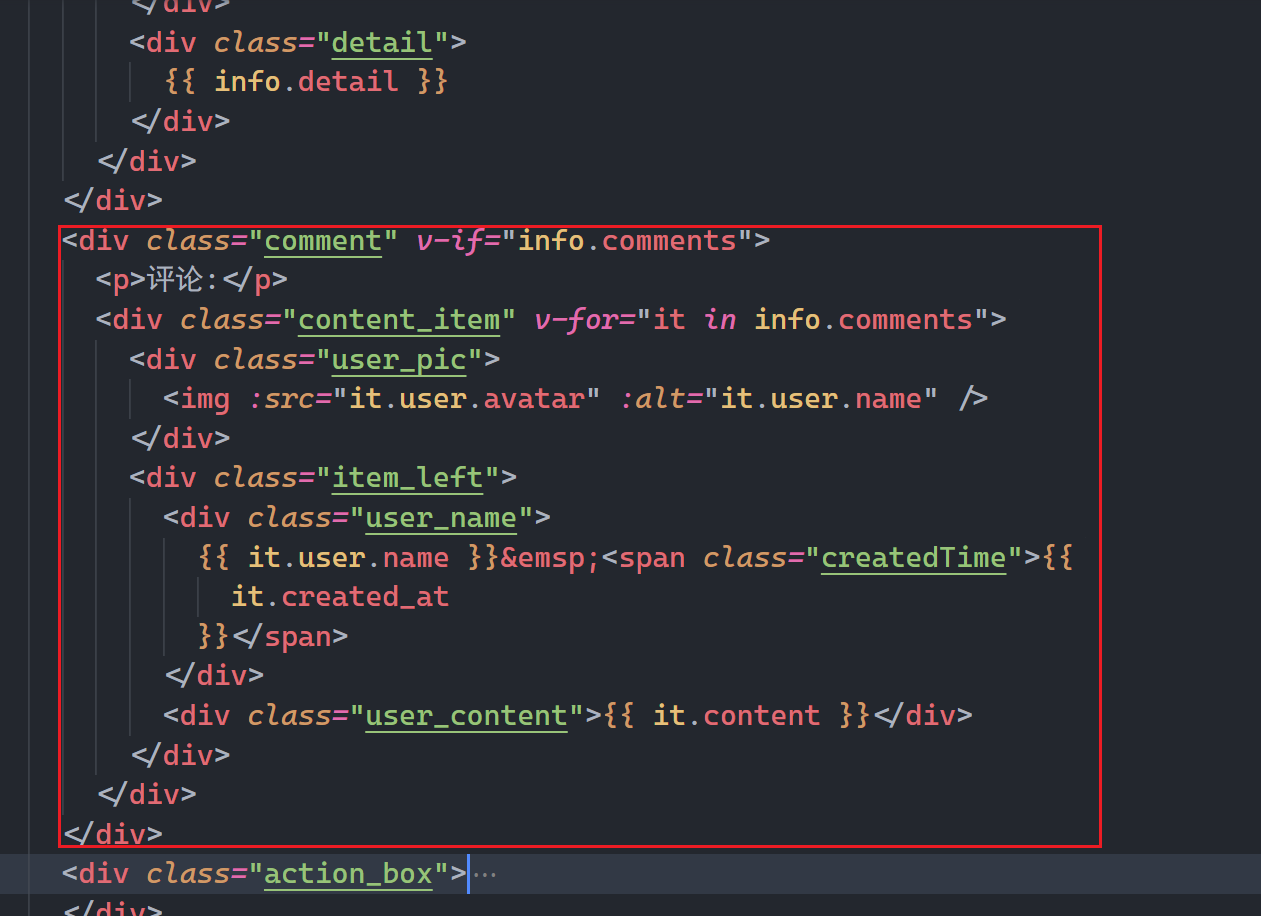 </div>
<div class="detail">
{{ info.detail }}
</div>
</div>
</div>
<div class="comment" v-if="info.comments">
<p>评论:</p>
<div class="content_item" v-for="it in info.comments">
<div class="user_pic">
<img :src="it.user.avatar" :alt="it.user.name" />
</div>
<div class="item_left">
<div class="user_name">
{{ it.user.name }}&emsp;<span class="createdTime">{{
it.created_at
}}</span>
</div>
<div class="user_content">{{ it.content }}</div>
</div>
</div>
</div>
<div class="action_box">···
</div>